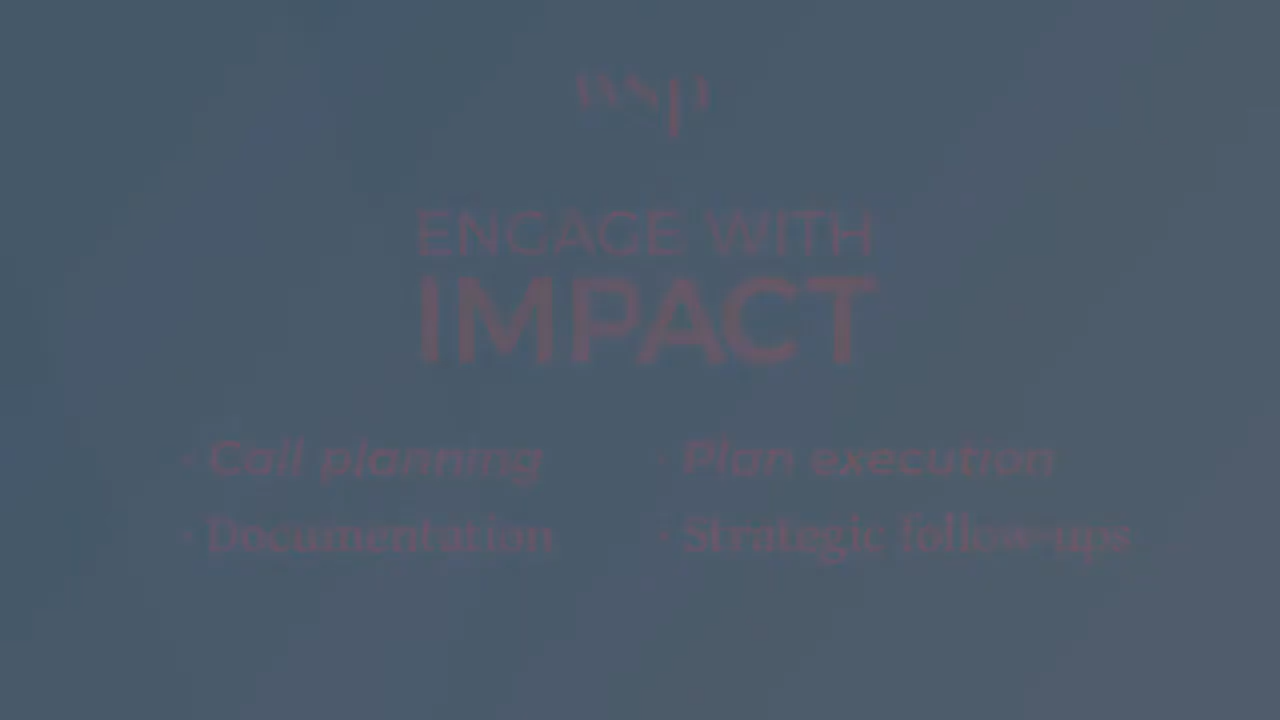 wsp
ENGAGE WITH
IMPACT
· Call planning · Plan execution
· Documentation · Strategic follow-ups